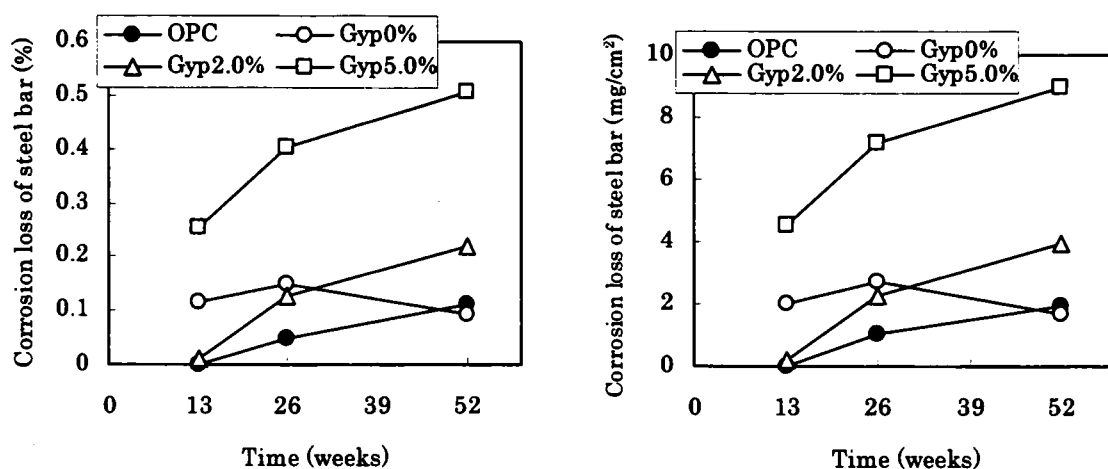 OPC Gyp0%
Gyp2.0% Gyp5.0%
Corrosion loss of steel bar (%)
0.6
0.5
0.4
0.3
0.2
0.1
0
0 13 26 39 52
Time (weeks)
OPC Gyp0%
Gyp2.0% Gyp5.0%
Corrosion loss of steel bar (mg/cm²)
10
8
6
4
2
0
0 13 26 39 52
Time (weeks)